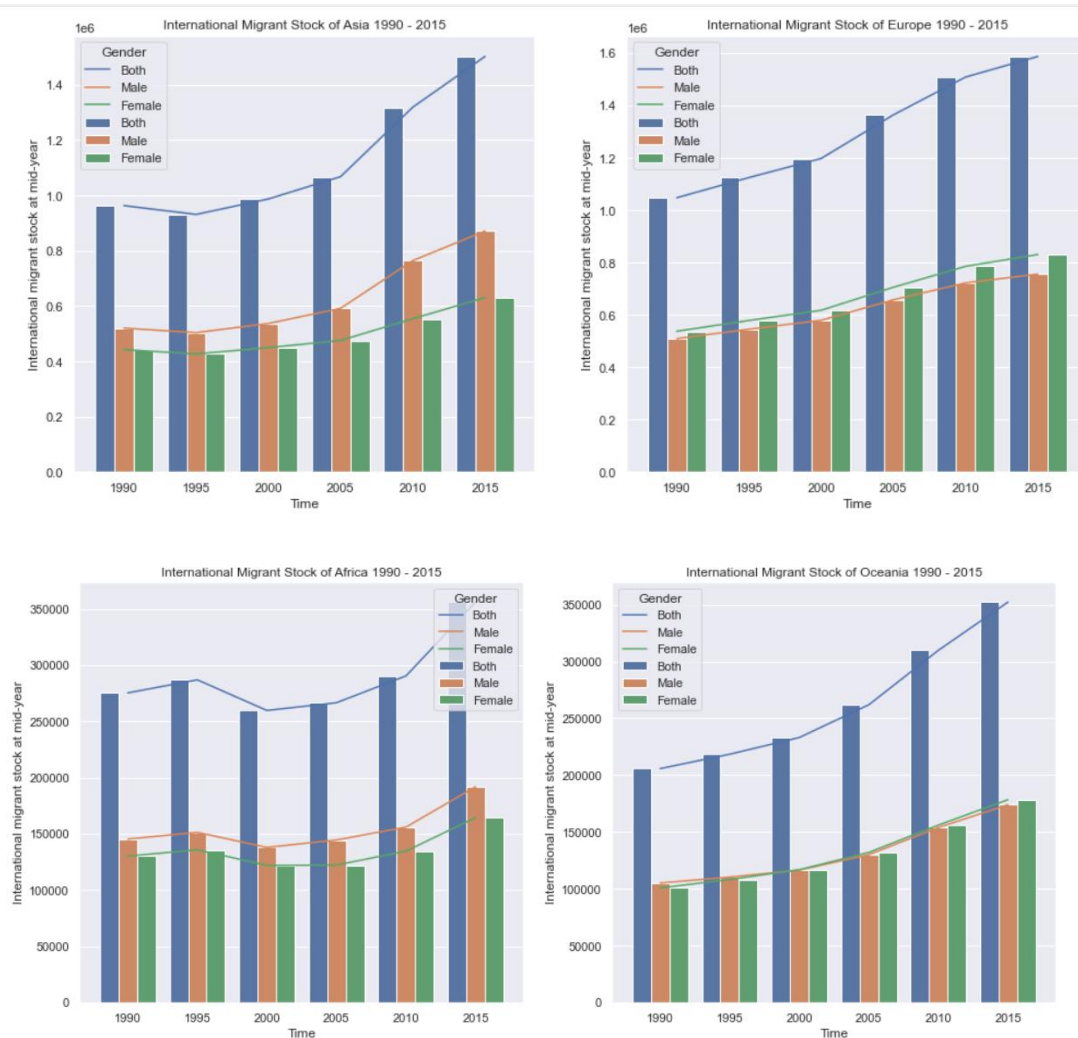 International Migrant Stock of Asia 1990 - 2015
1e6
Gender
Both
Male
Female
Both
Male
Female
1.4
1.2
1.0
0.8
0.6
0.4
0.2
0.0
International migrant stock at mid-year
1990 1995 2000 2005 2010 2015
Time
International Migrant Stock of Europe 1990 - 2015
1e6
Gender
Both
Male
Female
Both
Male
Female
1.6
1.4
1.2
1.0
0.8
0.6
0.4
0.2
0.0
International migrant stock at mid-year
1990 1995 2000 2005 2010 2015
Time
International Migrant Stock of Africa 1990 - 2015
Gender
Both
Male
Female
Both
Male
Female
350000
300000
250000
200000
150000
100000
50000
0
International migrant stock at mid-year
1990 1995 2000 2005 2010 2015
Time
International Migrant Stock of Oceania 1990 - 2015
Gender
Both
Male
Female
Both
Male
Female
350000
300000
250000
200000
150000
100000
50000
0
International migrant stock at mid-year
1990 1995 2000 2005 2010 2015
Time